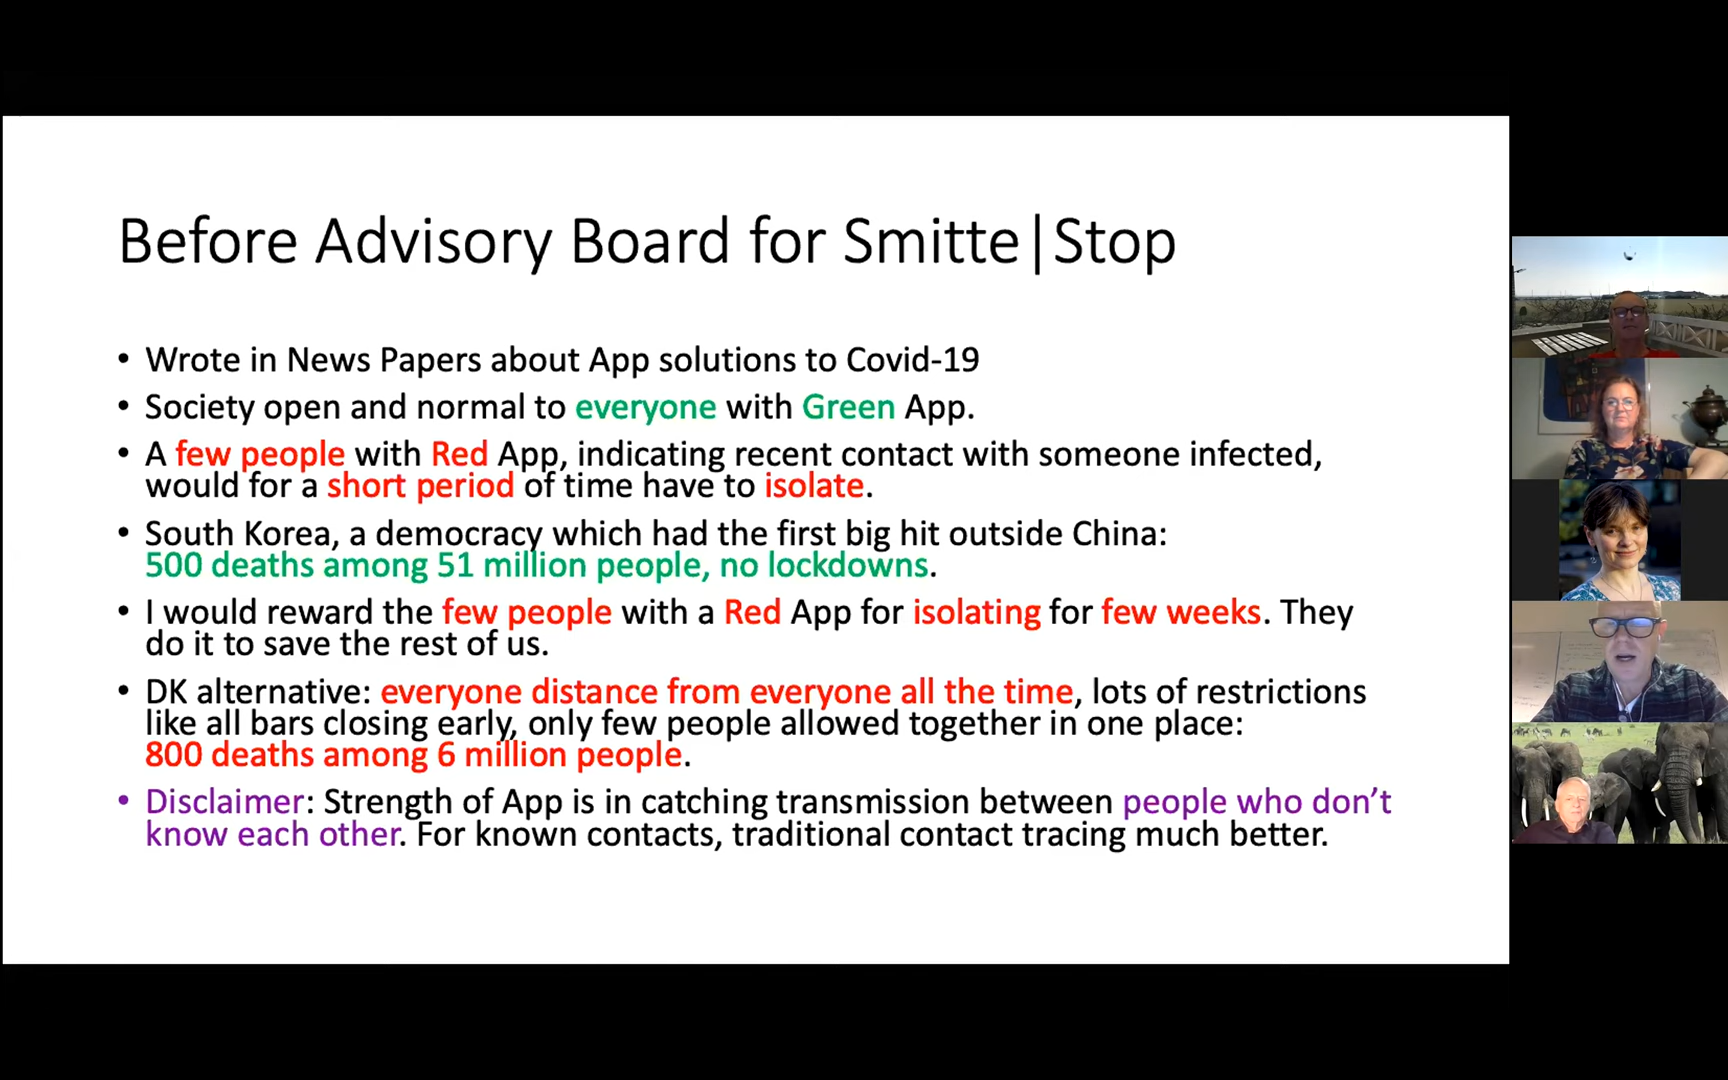 Before Advisory Board for Smitte|Stop
• Wrote in News Papers about App solutions to Covid-19
• Society open and normal to everyone with Green App.
• A few people with Red App, indicating recent contact with someone infected,
would for a short period of time have to isolate.
• South Korea, a democracy which had the first big hit outside China:
500 deaths among 51 million people, no lockdowns.
• I would reward the few people with a Red App for isolating for few weeks. They
do it to save the rest of us.
• DK alternative: everyone distance from everyone all the time, lots of restrictions
like all bars closing early, only few people allowed together in one place:
800 deaths among 6 million people.
• Disclaimer: Strength of App is in catching transmission between people who don’t
know each other. For known contacts, traditional contact tracing much better.